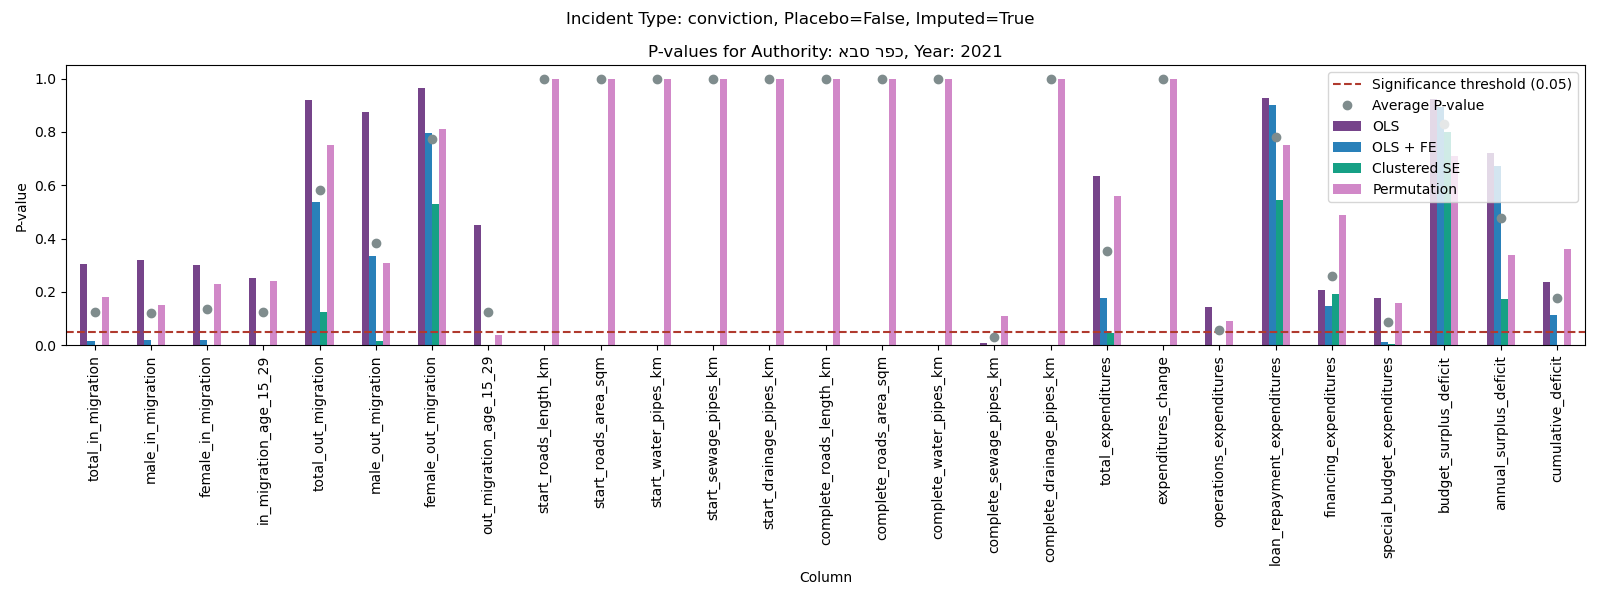 Incident Type: conviction, Placebo=False, Imputed=True
P-values for Authority: כפר סבא, Year: 2021
1.0
0.8
0.6
0.4
0.2
0.0
P-value
Significance threshold (0.05)
Average P-value
OLS
OLS + FE
Clustered SE
Permutation
total_in_migration
male_in_migration
female_in_migration
in_migration_age_15_29
total_out_migration
male_out_migration
female_out_migration
out_migration_age_15_29
start_roads_length_km
start_roads_area_sqm
start_water_pipes_km
start_sewage_pipes_km
start_drainage_pipes_km
complete_roads_length_km
complete_roads_area_sqm
complete_water_pipes_km
complete_sewage_pipes_km
complete_drainage_pipes_km
total_expenditures
expenditures_change
operations_expenditures
loan_repayment_expenditures
financing_expenditures
special_budget_expenditures
budget_surplus_deficit
annual_surplus_deficit
cumulative_deficit
Column